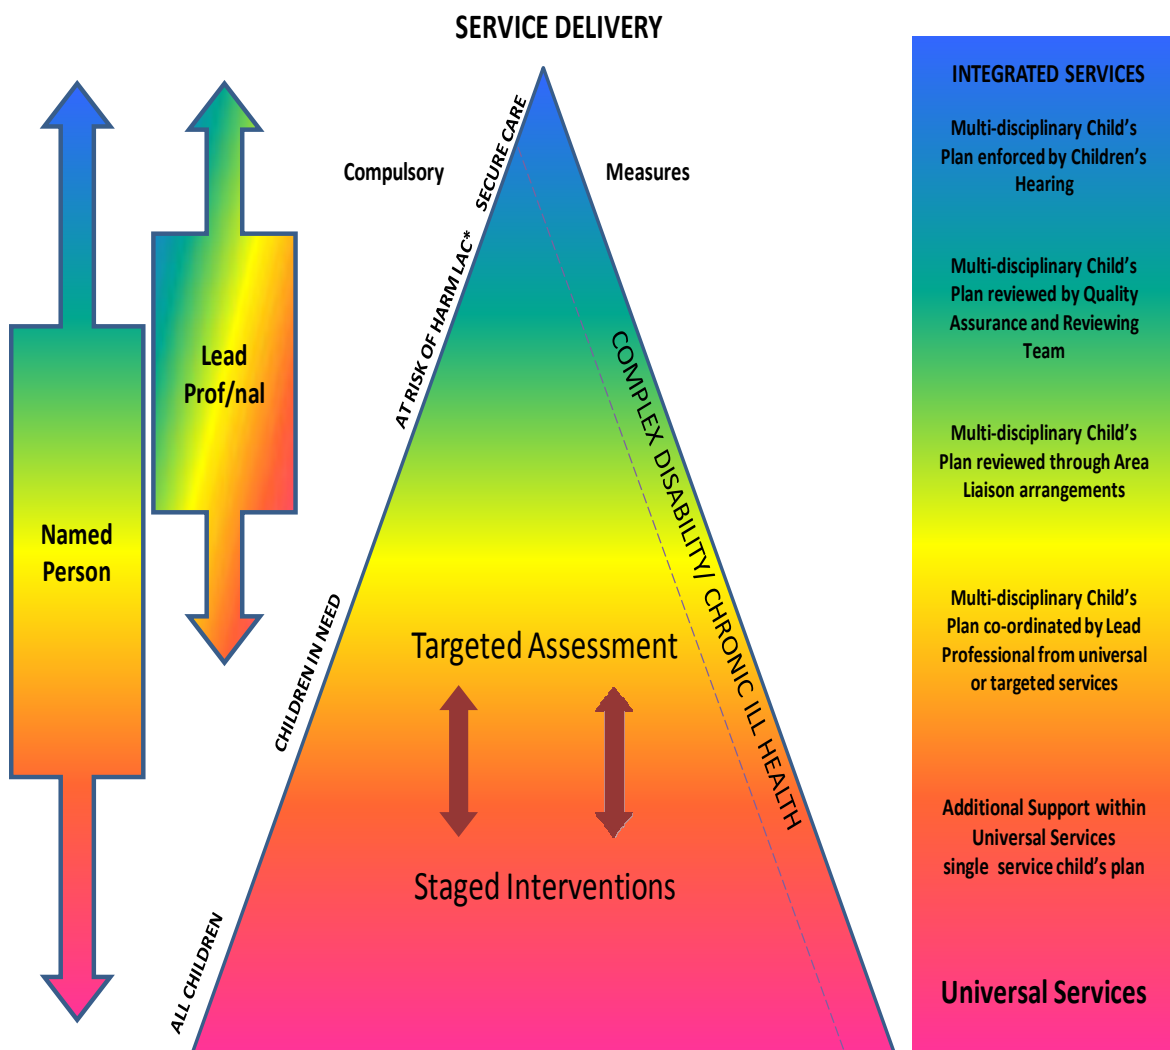 SERVICE DELIVERY
Lead
Prof/nal
Named
Person
Compulsory
Measures
SECURE CARE
AT RISK OF HARM LAC*
CHILDREN IN NEED
ALL CHILDREN
COMPLEX DISABILITY/ CHRONIC ILL HEALTH
Targeted Assessment
Staged Interventions
INTEGRATED SERVICES
Multi-disciplinary Child's
Plan enforced by Children's
Hearing
Multi-disciplinary Child's
Plan reviewed by Quality
Assurance and Reviewing
Team
Multi-disciplinary Child's
Plan reviewed through Area
Liaison arrangements
Multi-disciplinary Child's
Plan co-ordinated by Lead
Professional from universal
or targeted services
Additional Support within
Universal Services
single service child's plan
Universal Services